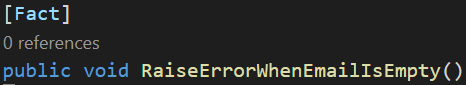 [Fact]
0 references
public void RaiseErrorWhenEmailIsEmpty()